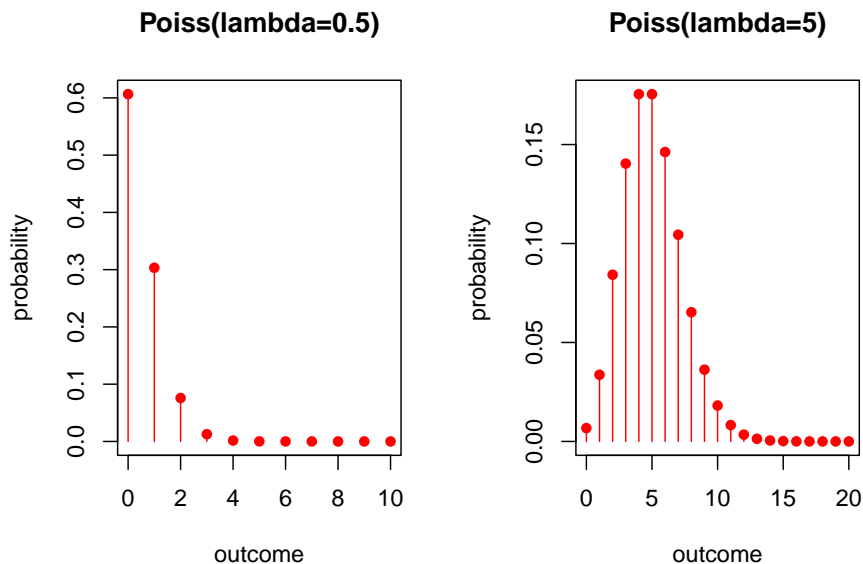 Poiss(lambda=0.5)
probability
0.0 0.1 0.2 0.3 0.4 0.5 0.6
0 2 4 6 8 10
outcome
Poiss(lambda=5)
probability
0.00 0.05 0.10 0.15
0 5 10 15 20
outcome